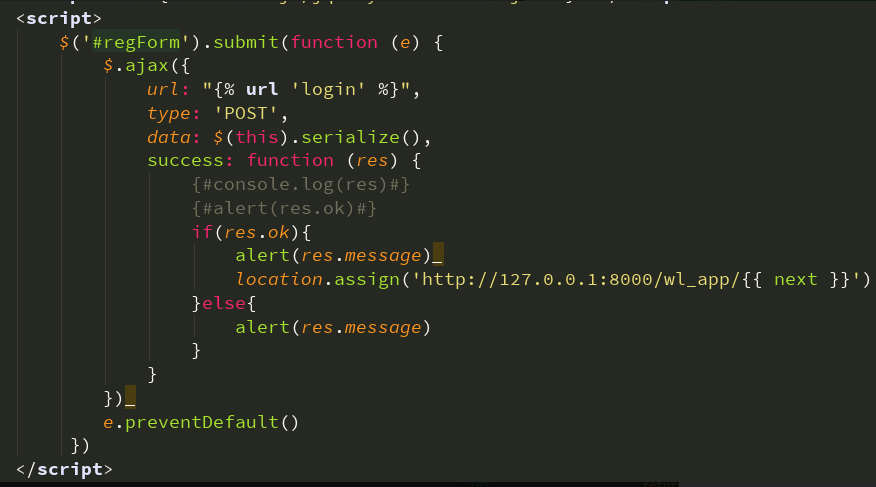 <script>
$('#regForm').submit(function (e) {
$.ajax({
url: "{% url 'login' %}",
type: 'POST',
data: $(this).serialize(),
success: function (res) {
{#console.log(res)#}
{#alert(res.ok)#}
if(res.ok){
alert(res.message)
location.assign('http://127.0.0.1:8000/wl_app/{{ next }}')
}else{
alert(res.message)
}
}
})
e.preventDefault()
})
</script>